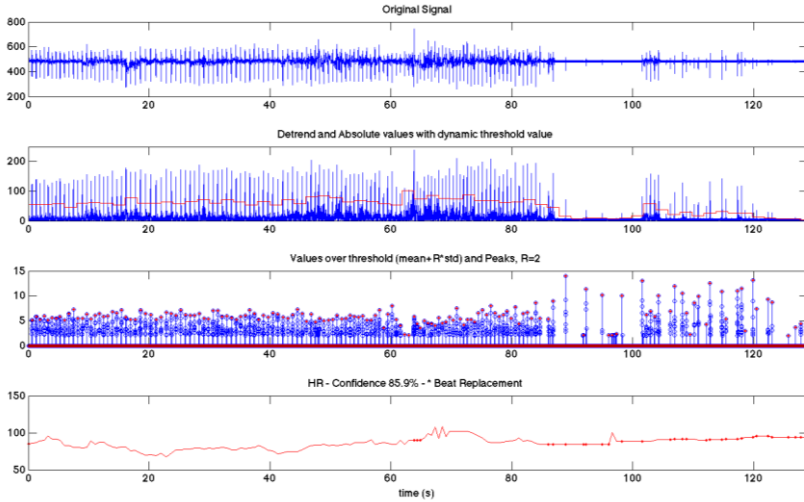 Original Signal
800
600
400
200
0 20 40 60 80 100 120
Detrend and Absolute values with dynamic threshold value
200
100
0
0 20 40 60 80 100 120
Values over threshold (mean+R*std) and Peaks, R=2
15
10
5
0
0 20 40 60 80 100 120
HR - Confidence 85.9% - * Beat Replacement
150
100
50
0 20 40 60 80 100 120
time (s)